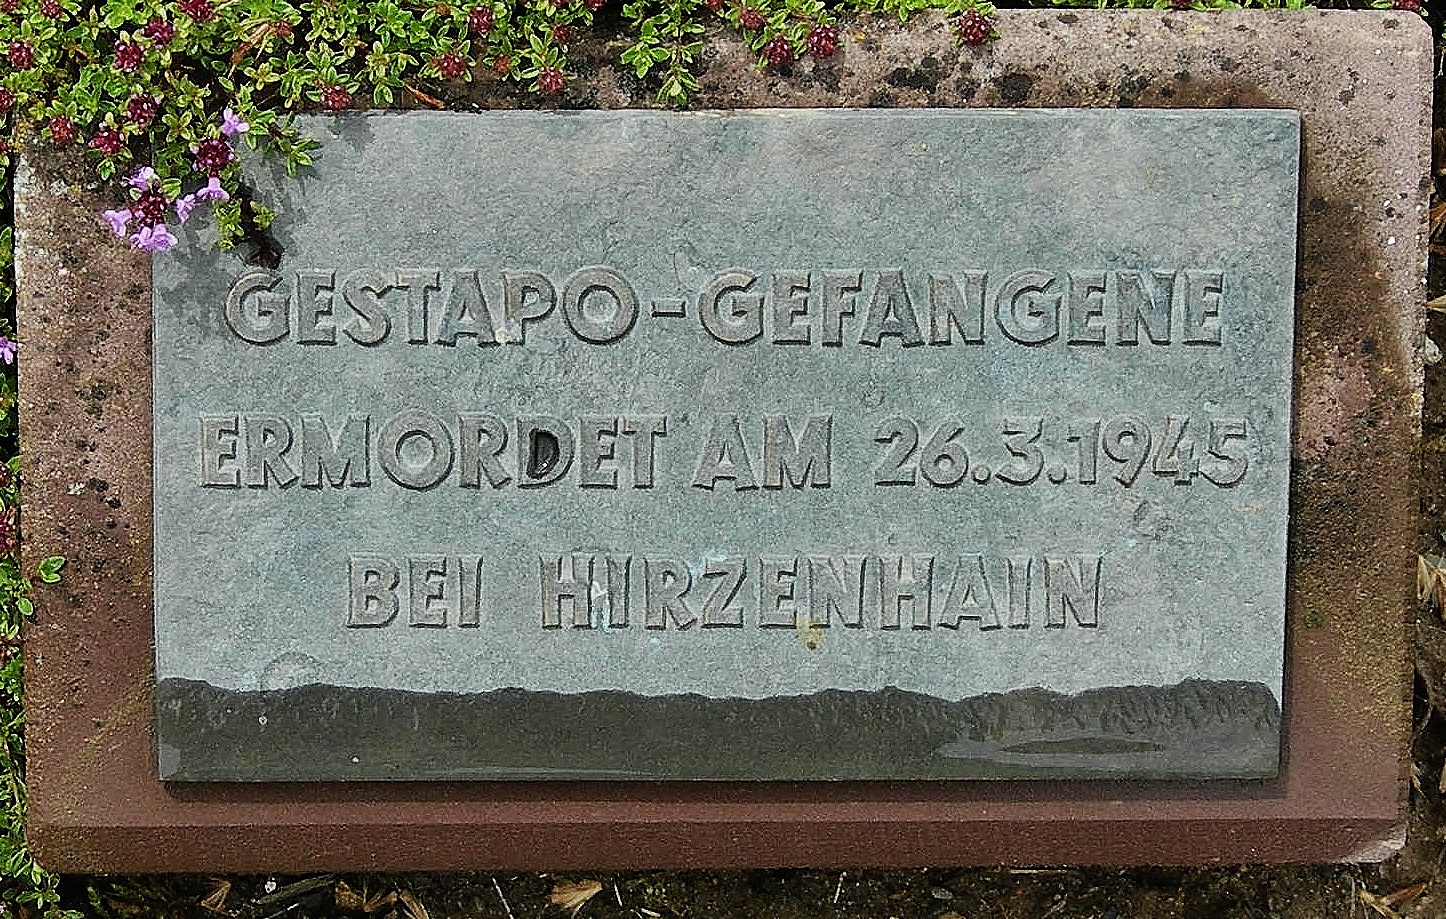 GESTAPO-GEFANGENE
ERMORDET AM 26.3.1945
BEI HIRZENHAIN